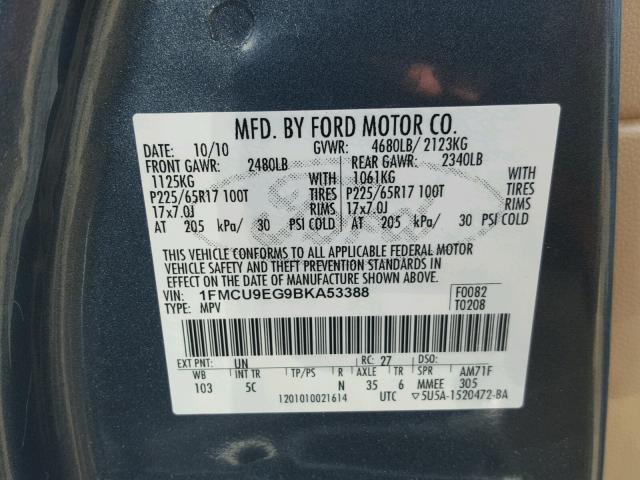 MFD. BY FORD MOTOR CO.
DATE: 10/10 GVWR: 4680LB/ 2123KG
FRONT GAWR: 2480LB REAR GAWR: 2340LB
1125KG WITH 1061KG WITH
P225/65R17 100T TIRES P225/65R17 100T TIRES
17x7.0J RIMS 17x7.0J RIMS
AT 205 kPa/ 30 PSI COLD AT 205 kPa/ 30 PSI COLD
THIS VEHICLE CONFORMS TO ALL APPLICABLE FEDERAL MOTOR
VEHICLE SAFETY AND THEFT PREVENTION STANDARDS IN
EFFECT ON THE DATE OF MANUFACTURE SHOWN ABOVE.
VIN: 1FMCU9EG9BKA53388 F0082
TYPE: MPV T0208
EXT PNT: UN RC: 27 DSO:
WB INT TR TP/PS R AXLE TR SPR AM71F
103 5C N 35 6 MMEE 305
1201010021614 UTC ▽5U5A-1520472-BA
Ford